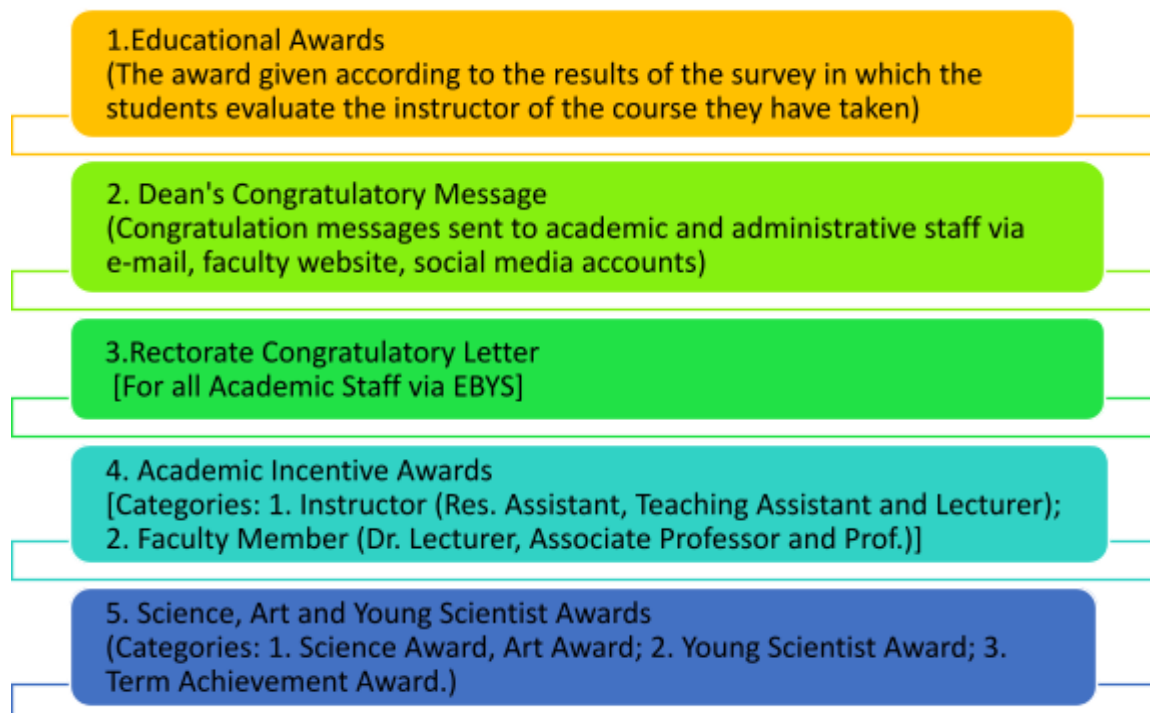 1.Educational Awards
(The award given according to the results of the survey in which the
students evaluate the instructor of the course they have taken)
2. Dean's Congratulatory Message
(Congratulation messages sent to academic and administrative staff via
e-mail, faculty website, social media accounts)
3.Rectorate Congratulatory Letter
[For all Academic Staff via EBYS]
4. Academic Incentive Awards
[Categories: 1. Instructor (Res. Assistant, Teaching Assistant and Lecturer);
2. Faculty Member (Dr. Lecturer, Associate Professor and Prof.)]
5. Science, Art and Young Scientist Awards
(Categories: 1. Science Award, Art Award; 2. Young Scientist Award; 3.
Term Achievement Award.)